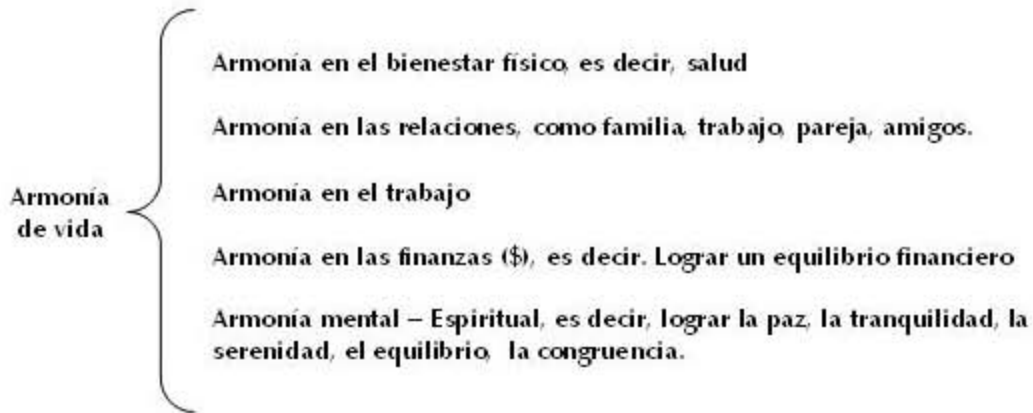 Armonía en el bienestar físico, es decir, salud
Armonía en las relaciones, como familia, trabajo, pareja, amigos.
Armonía
de vida
Armonía en el trabajo
Armonía en las finanzas ($), es decir. Lograr un equilibrio financiero
Armonía mental – Espiritual, es decir, lograr la paz, la tranquilidad, la
serenidad, el equilibrio, la congruencia.